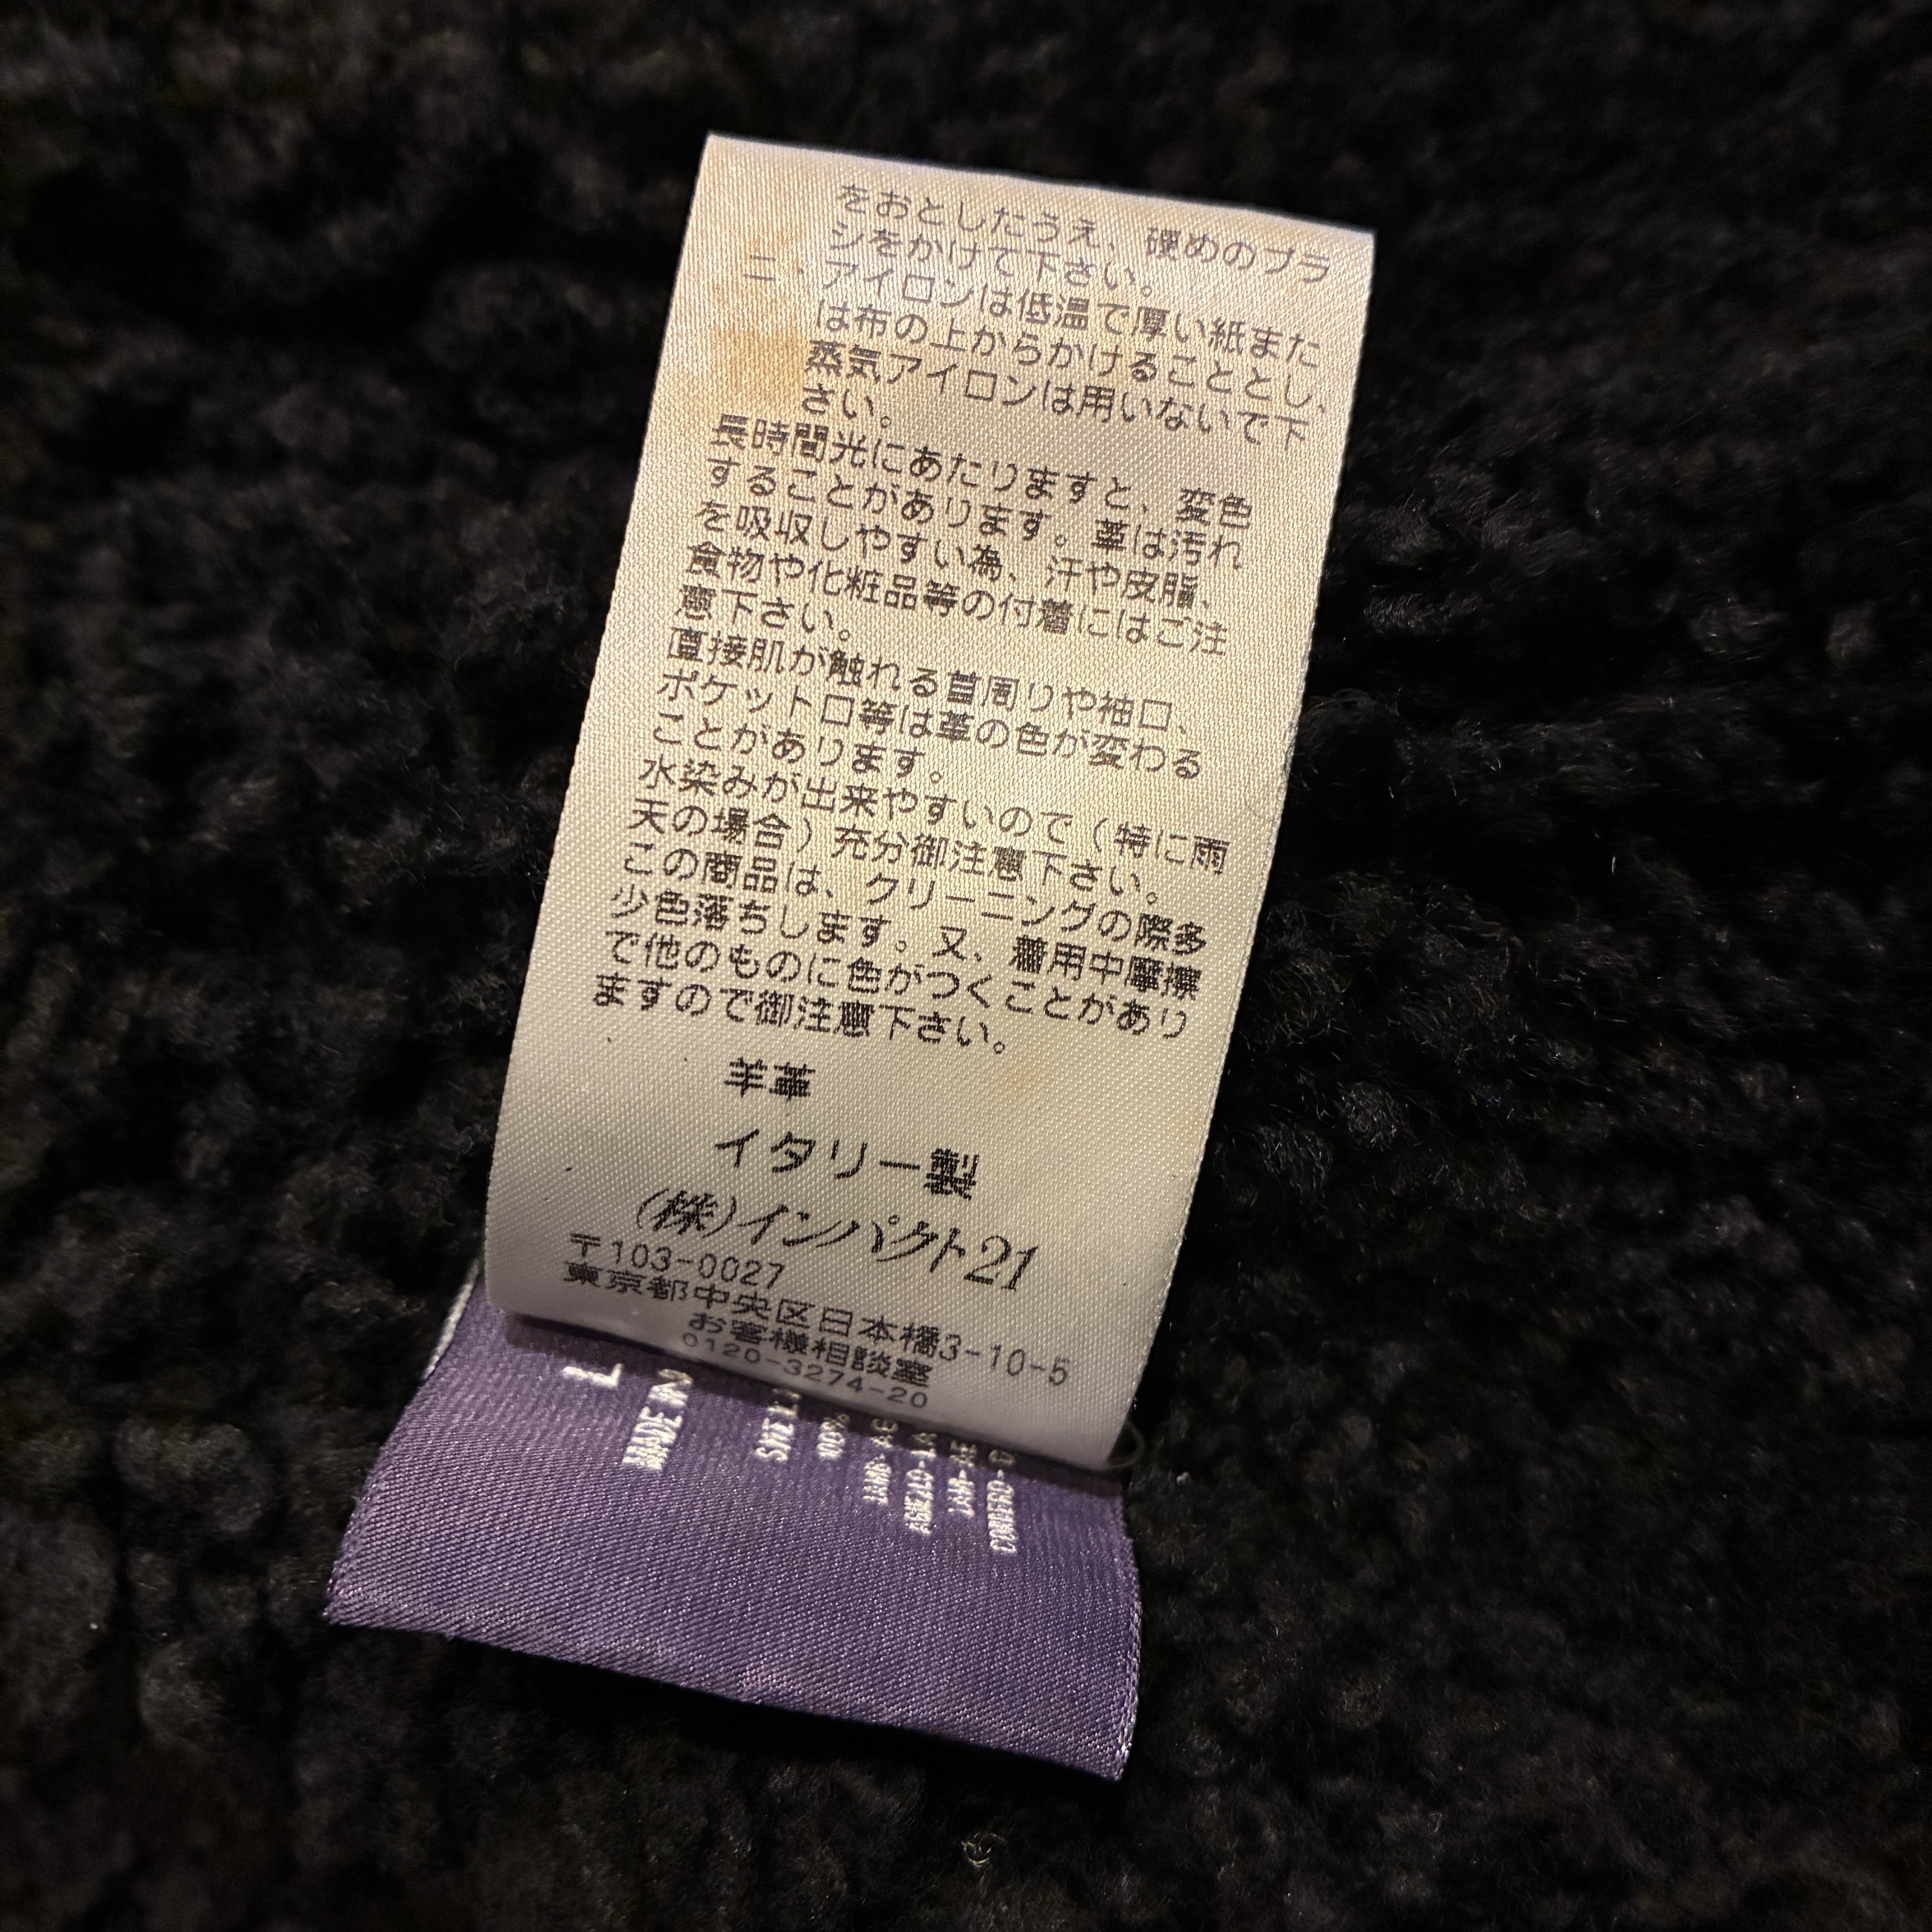 をおとしたうえ、硬めのブラ
シをかけて下さい。
ニ・アイロンは低温で厚い紙また
は布の上からかけることとし、
蒸気アイロンは用いないで下
さい。
長時間光にあたりますと、変色
することがあります。革は汚れ
を吸収しやすい為、汗や皮脂、
食物や化粧品等の付着にはご注
意下さい。
直接肌が触れる首周りや袖口、
ポケット口等は革の色が変わる
ことがあります。
水染みが出来やすいので（特に雨
天の場合）充分御注意下さい。
この商品は、クリーニングの際多
少色落ちします。又、着用中摩擦
で他のものに色がつくことがあり
ますので御注意下さい。
羊革
イタリー製
(株)インパクト21
〒103-0027
東京都中央区日本橋3-10-5
お客様相談室
0120-3274-20
L
MADE IN
100%